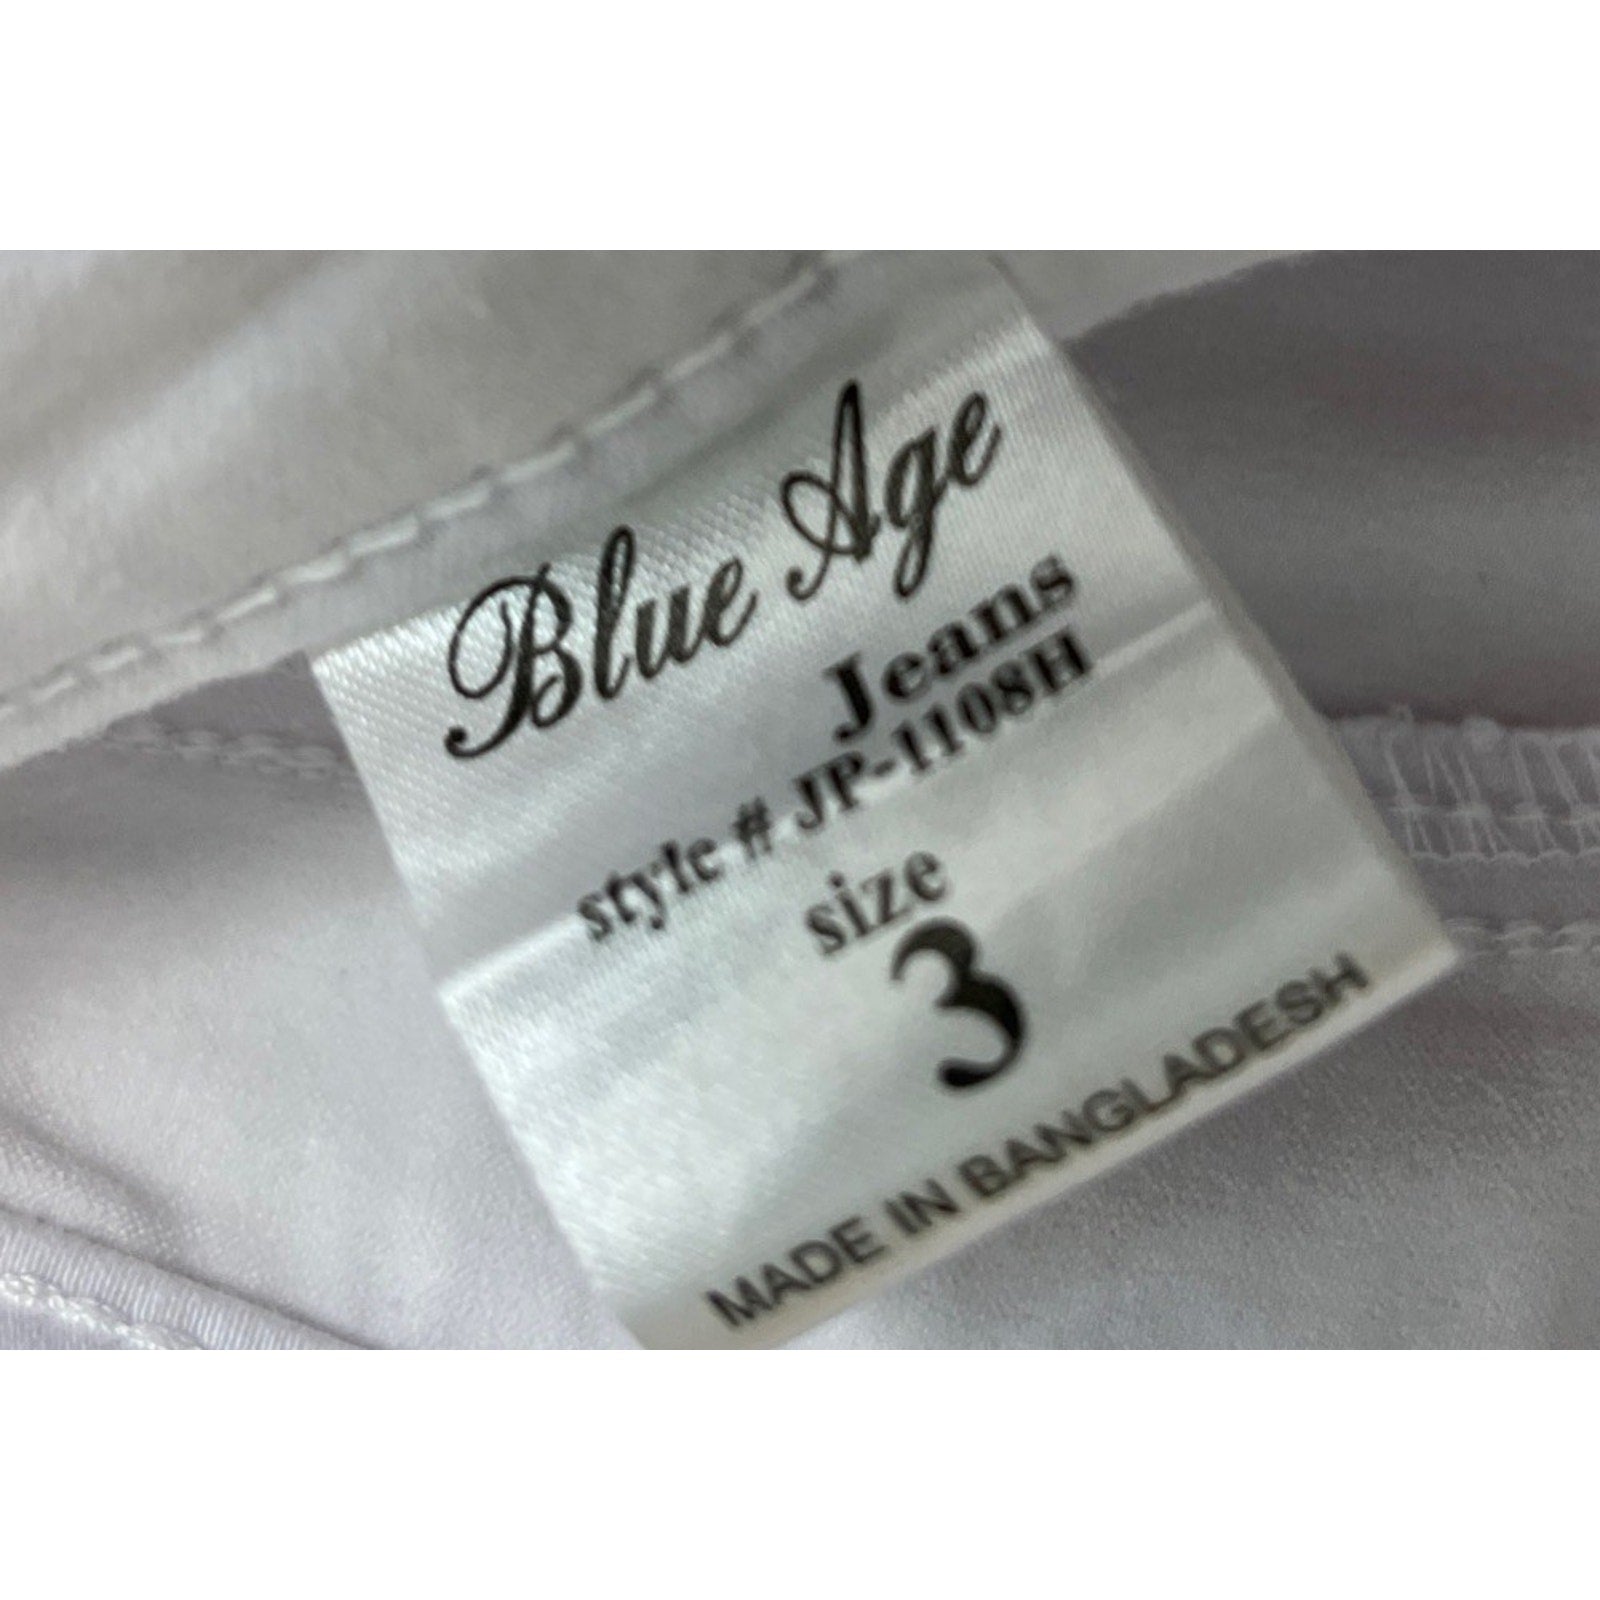 Blue Age
Jeans
style # JP-1108H
size
3
MADE IN BANGLADESH